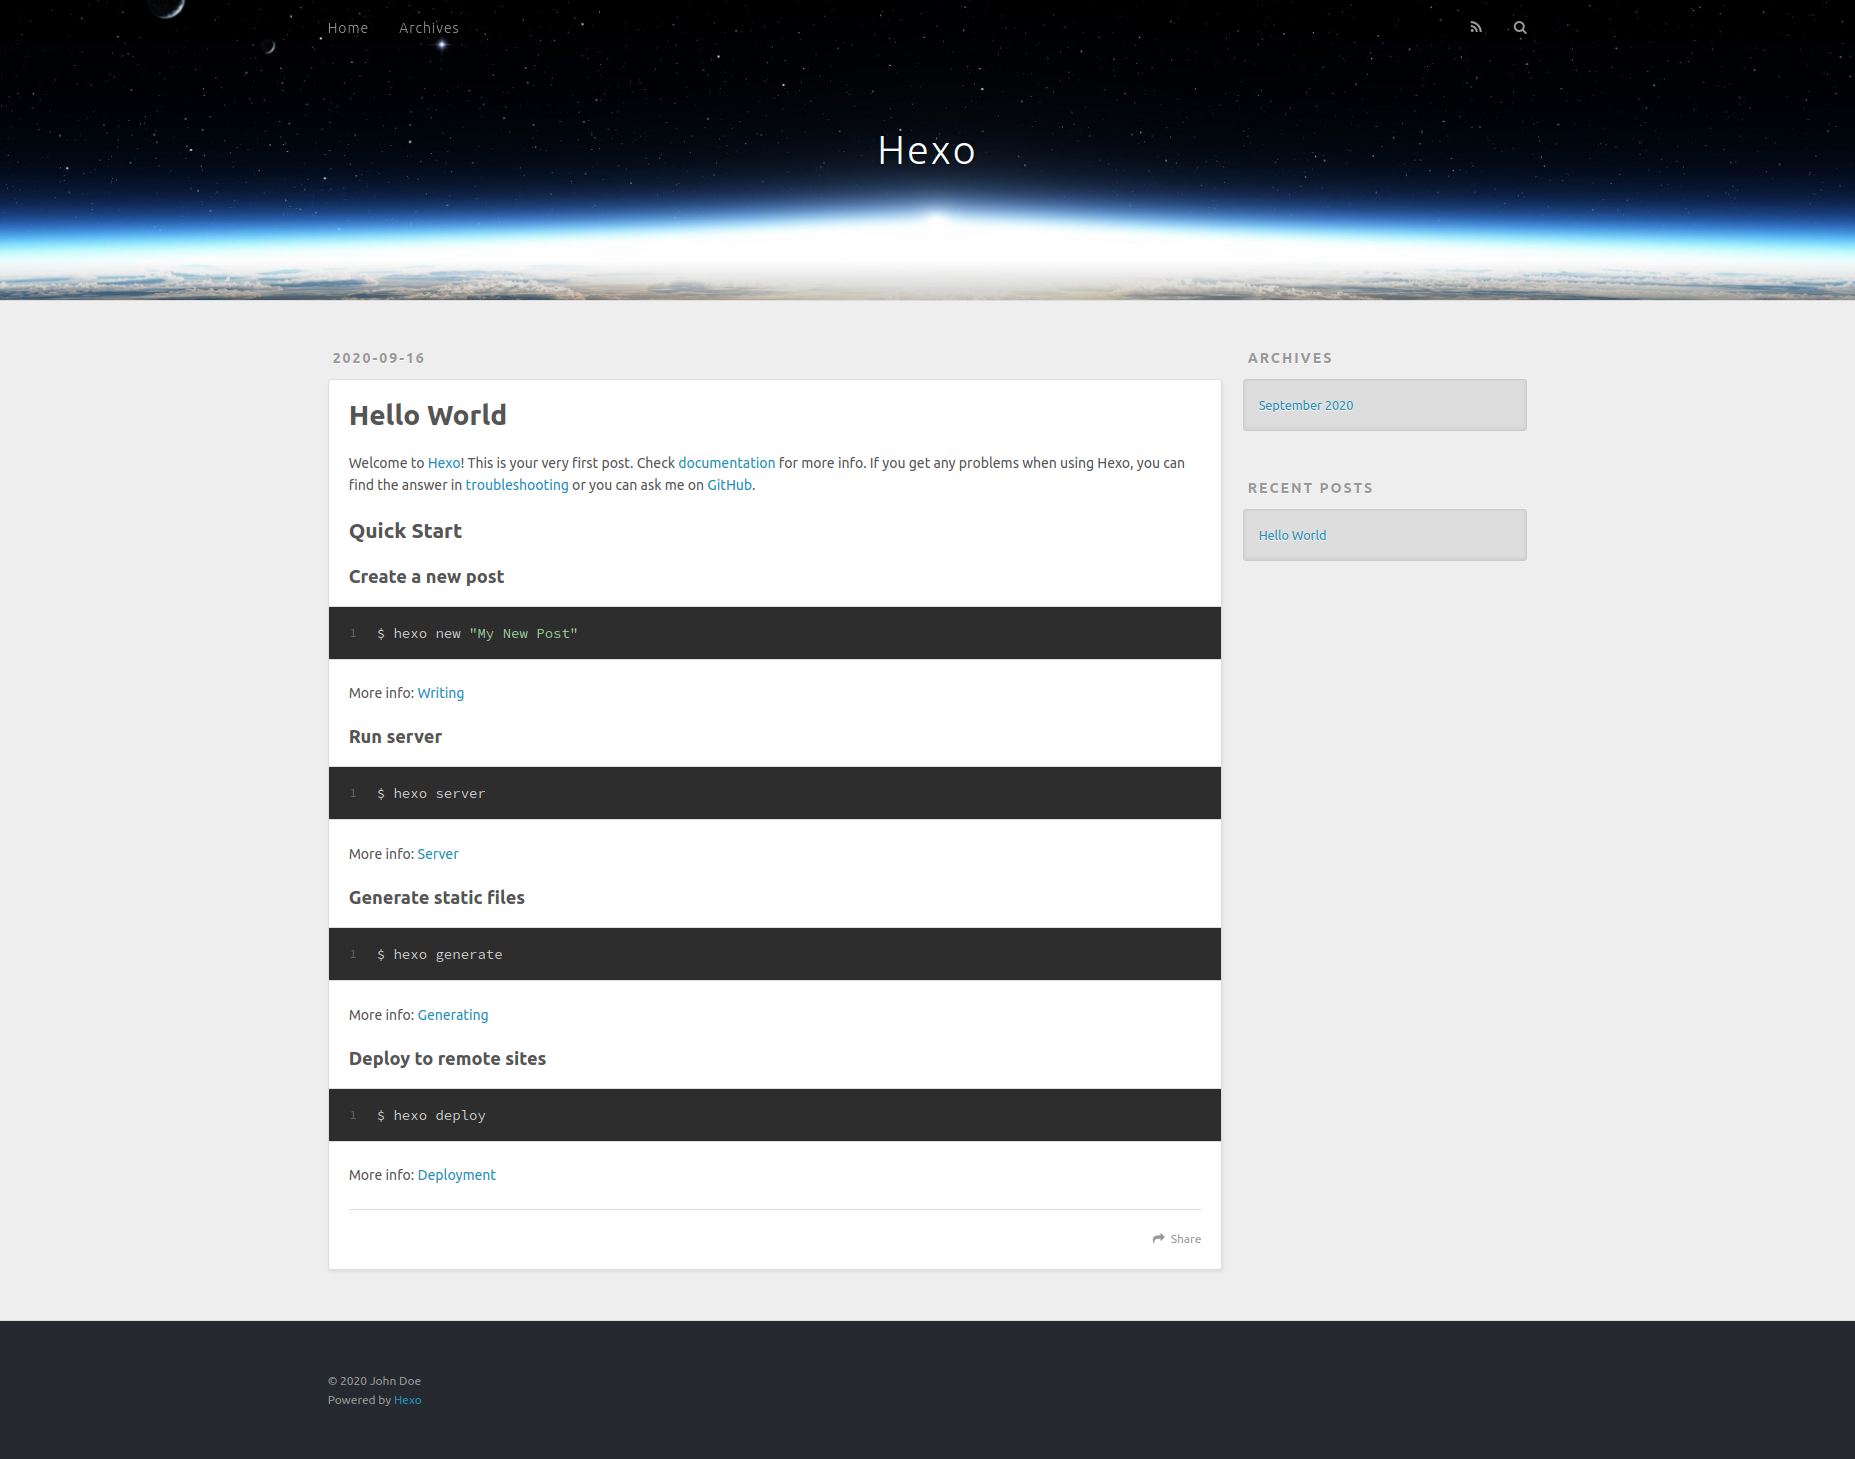 Home Archives
Hexo
2020-09-16
Hello World
Welcome to Hexo! This is your very first post. Check documentation for more info. If you get any problems when using Hexo, you can
find the answer in troubleshooting or you can ask me on GitHub.
Quick Start
Create a new post
1 $ hexo new "My New Post"
More info: Writing
Run server
1 $ hexo server
More info: Server
Generate static files
1 $ hexo generate
More info: Generating
Deploy to remote sites
1 $ hexo deploy
More info: Deployment
Share
ARCHIVES
September 2020
RECENT POSTS
Hello World
© 2020 John Doe
Powered by Hexo